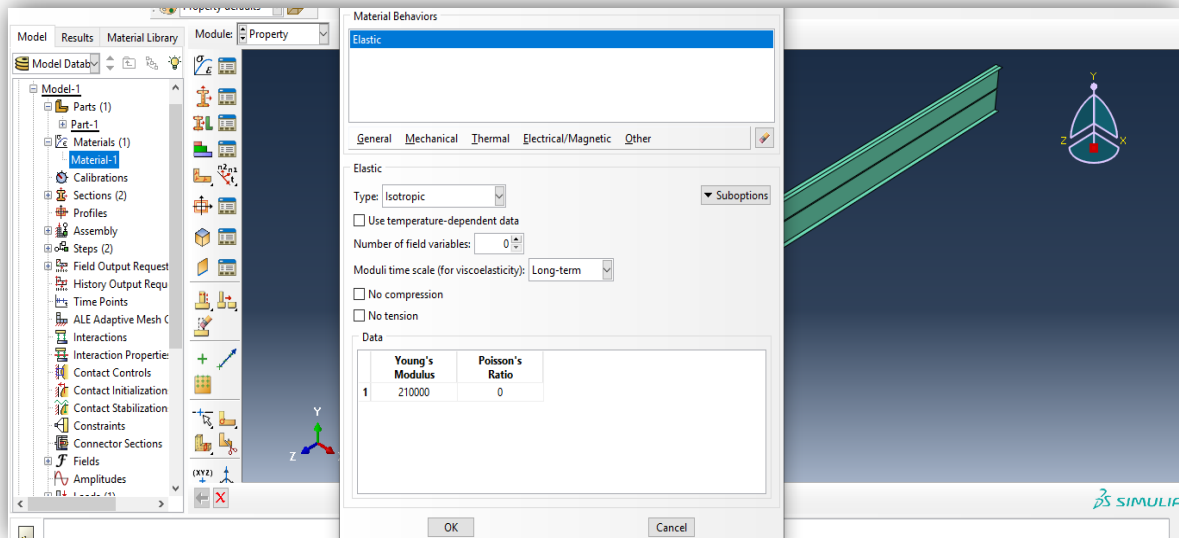 Property defaults
Model Results Material Library
Module: Property
Model Datab
Model-1
Parts (1)
Part-1
Materials (1)
Material-1
Calibrations
Sections (2)
Profiles
Assembly
Steps (2)
Field Output Request
History Output Requ
Time Points
ALE Adaptive Mesh C
Interactions
Interaction Propertie
Contact Controls
Contact Initialization
Contact Stabilization
Constraints
Connector Sections
Fields
Amplitudes
Loads (1)
(XYZ)
Material Behaviors
Elastic
General Mechanical Thermal Electrical/Magnetic Other
Elastic
Type: Isotropic
Suboptions
Use temperature-dependent data
Number of field variables: 0
Moduli time scale (for viscoelasticity): Long-term
No compression
No tension
Data
Young's Modulus
Poisson's Ratio
1 210000 0
OK Cancel
Y
Z X
Y
Z
SIMULIA